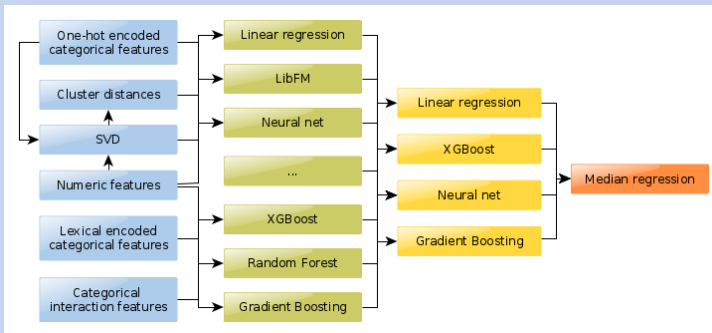 One-hot encoded
categorical features
Cluster distances
SVD
Numeric features
Lexical encoded
categorical features
Categorical
interaction features
Linear regression
LibFM
Neural net
...
XGBoost
Random Forest
Gradient Boosting
Linear regression
XGBoost
Neural net
Gradient Boosting
Median regression